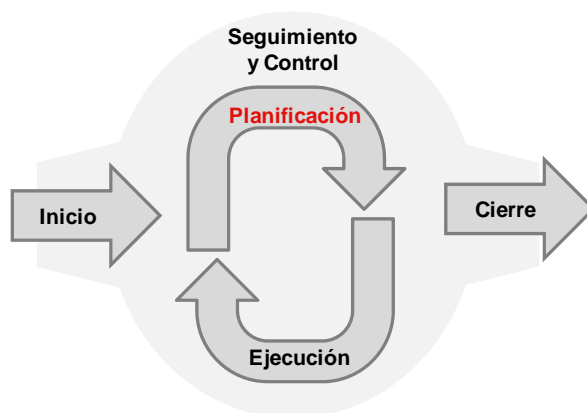 Seguimiento
y Control
Planificación
Inicio
Cierre
Ejecución